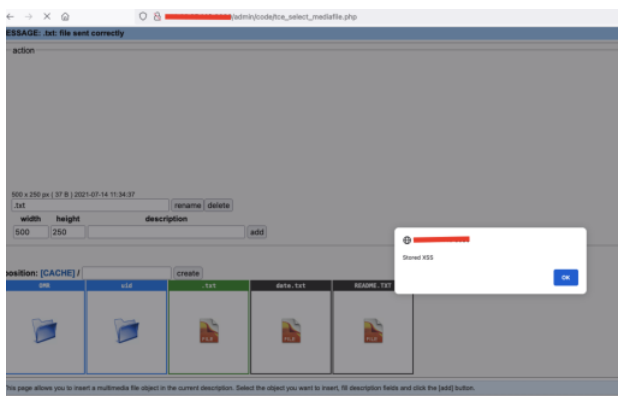 /admin/code/tce_select_mediafile.php
ESSAGE: .txt: file sent correctly
action
500 x 250 px ( 37 B ) 2021-07-14 11:34:37
.txt rename delete
width height description
500 250 add
position: [CACHE] / create
uid .txt date.txt README.TXT
FILE FILE FILE
Stored XSS
OK
This page allows you to insert a multimedia file object in the current description. Select the object you want to insert, fill description fields and click the [add] button.